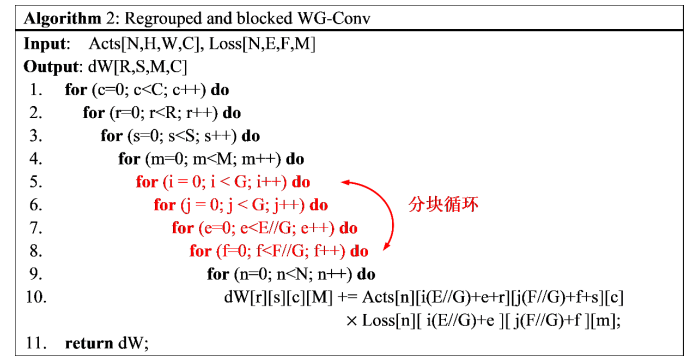 Algorithm 2: Regrouped and blocked WG-Conv
Input: Acts[N,H,W,C], Loss[N,E,F,M]
Output: dW[R,S,M,C]
1. for (c=0; c<C; c++) do
2. for (r=0; r<R; r++) do
3. for (s=0; s<S; s++) do
4. for (m=0; m<M; m++) do
5. for (i = 0; i < G; i++) do
6. for (j = 0; j < G; j++) do
分块循环
7. for (e=0; e<E//G; e++) do
8. for (f=0; f<F//G; f++) do
9. for (n=0; n<N; n++) do
10. dW[r][s][c][M] += Acts[n][i(E//G)+e+r][j(F//G)+f+s][c]
× Loss[n][ i(E//G)+e ][ j(F//G)+f ][m];
11. return dW;